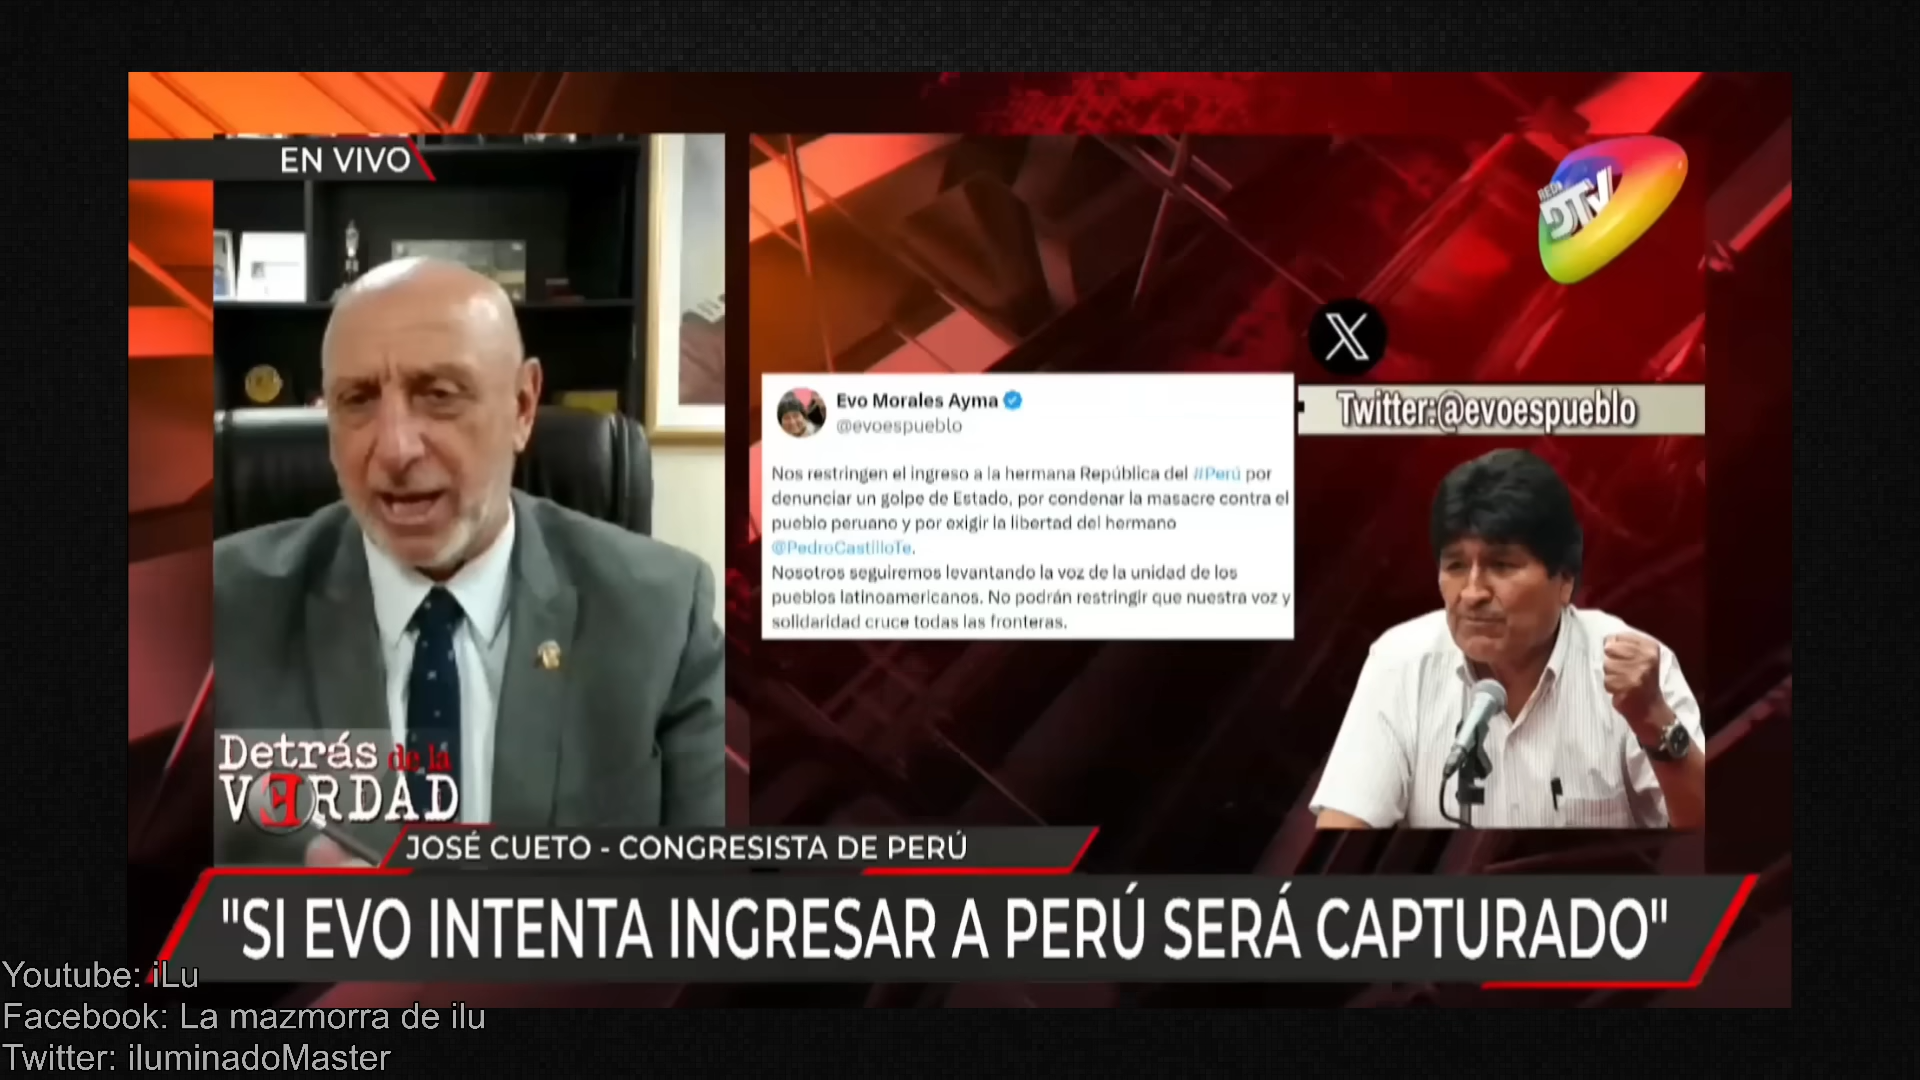 EN VIVO
RED
DTV
X
Evo Morales Ayma
@evoespueblo
Nos restringen el ingreso a la hermana República del #Perú por
denunciar un golpe de Estado, por condenar la masacre contra el
pueblo peruano y por exigir la libertad del hermano
@PedroCastilloTe.
Nosotros seguiremos levantando la voz de la unidad de los
pueblos latinoamericanos. No podrán restringir que nuestra voz y
solidaridad cruce todas las fronteras.
Twitter:@evoespueblo
Detrás de la
VERDAD
JOSÉ CUETO - CONGRESISTA DE PERÚ
"SI EVO INTENTA INGRESAR A PERÚ SERÁ CAPTURADO"
Youtube: iLu
Facebook: La mazmorra de ilu
Twitter: iluminadoMaster